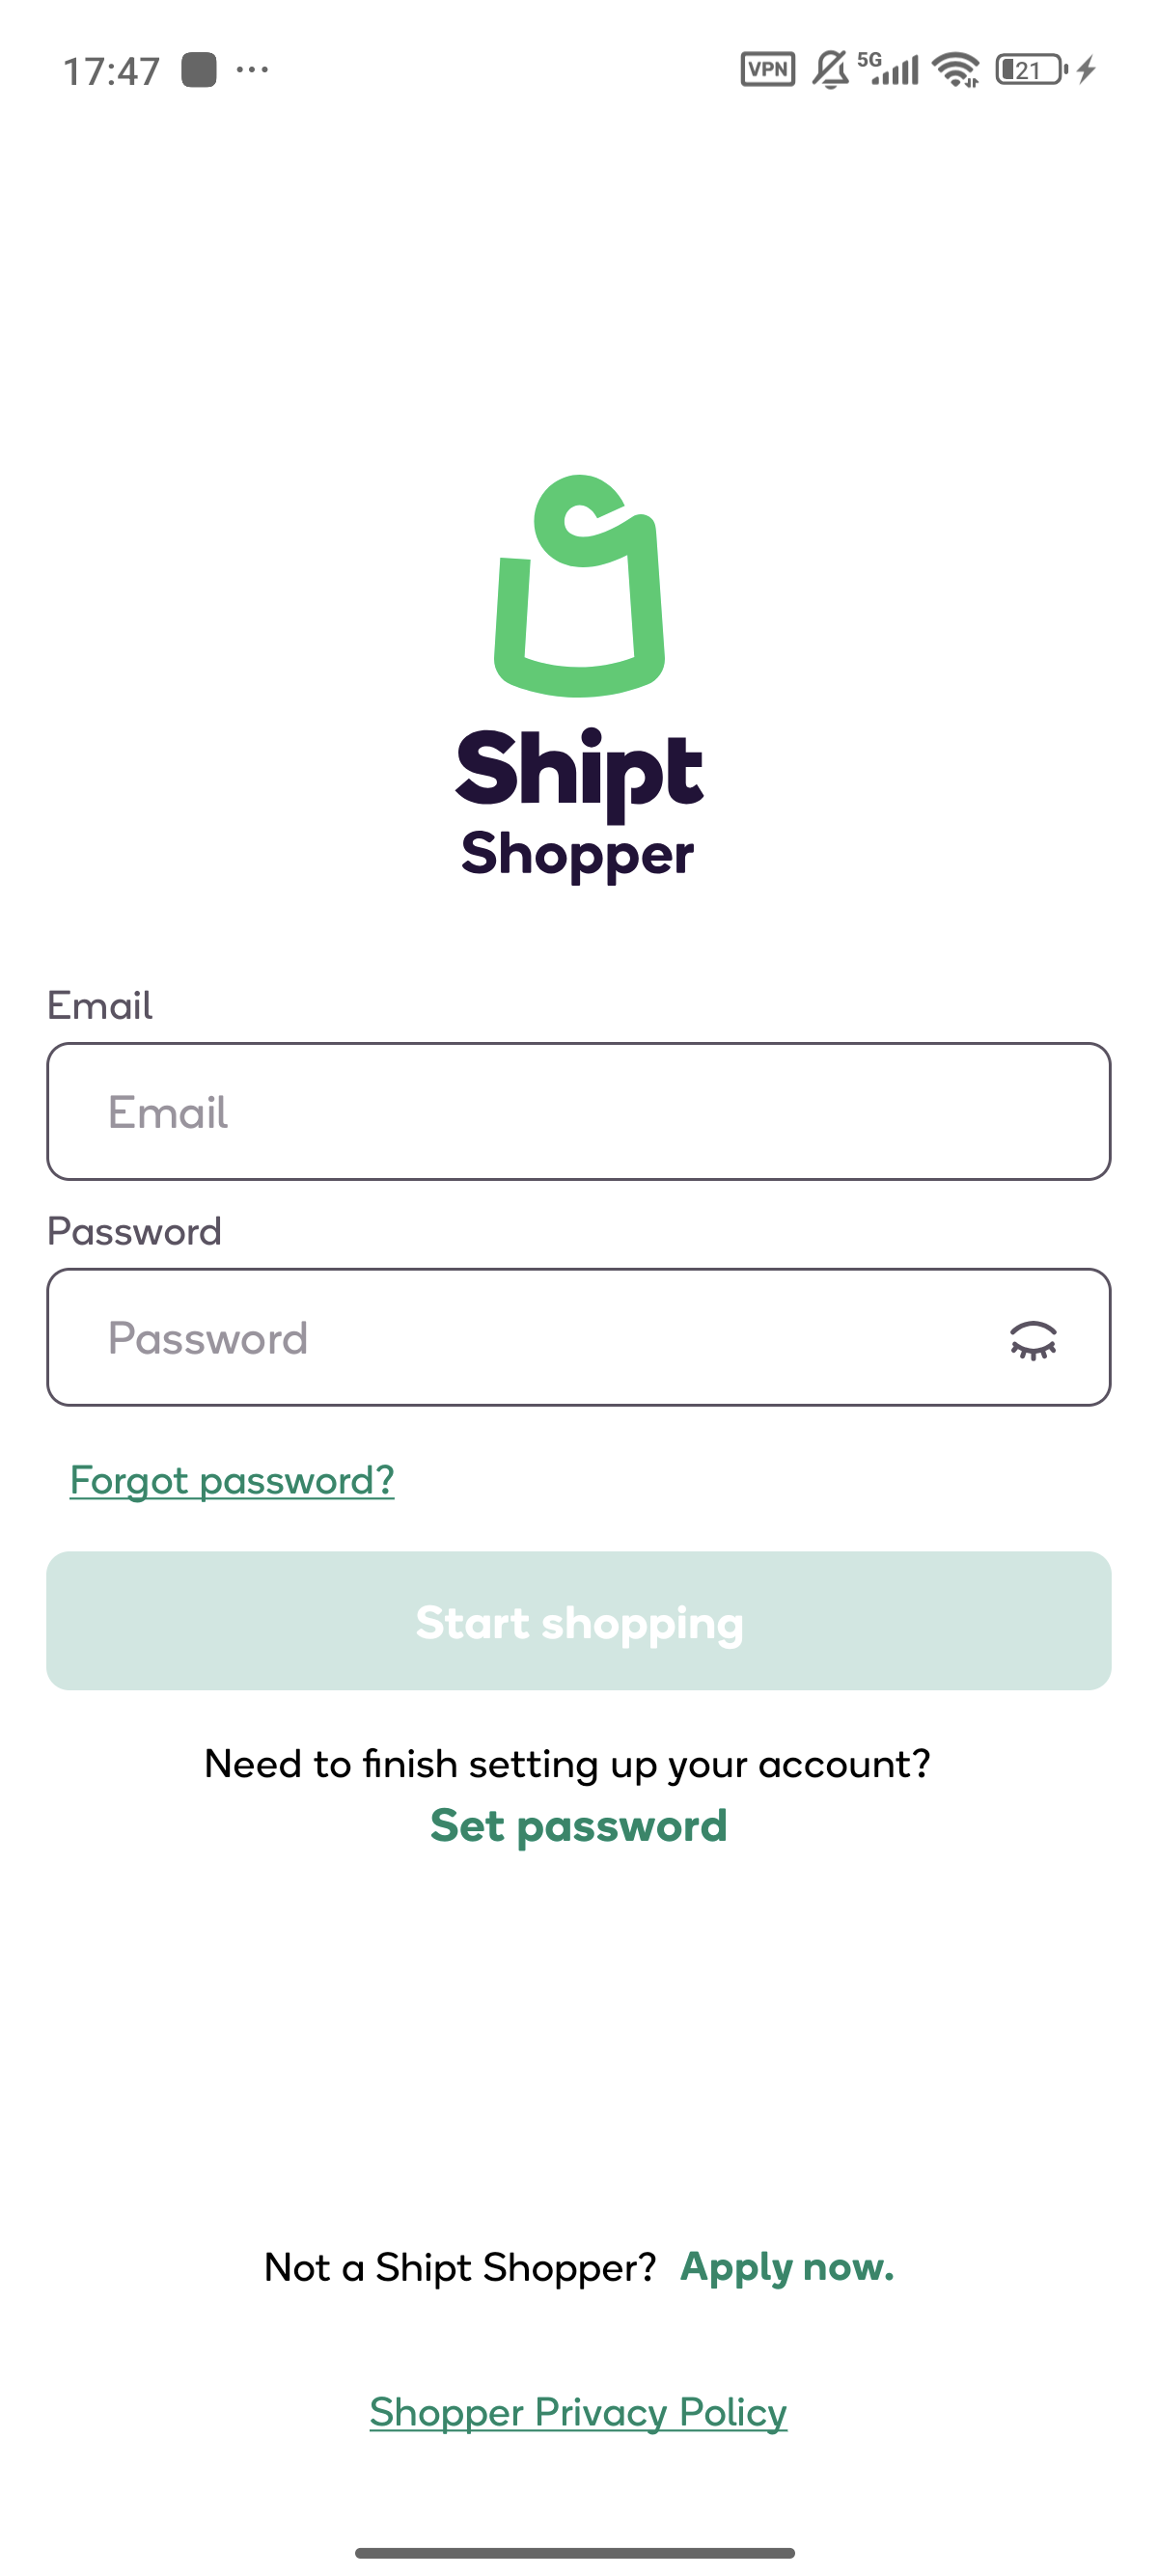 17:47
VPN 5G 21
Shipt
Shopper
Email
Email
Password
Password
Forgot password?
Start shopping
Need to finish setting up your account?
Set password
Not a Shipt Shopper? Apply now.
Shopper Privacy Policy